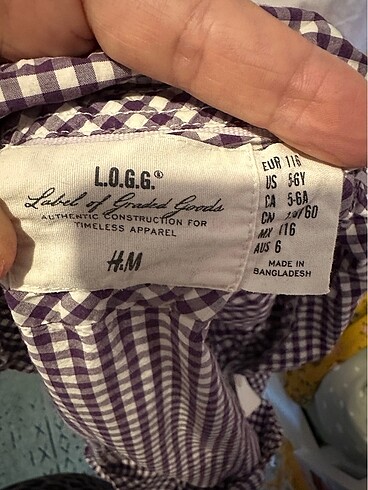 L.O.G.G.®
Label of Graded Goods
AUTHENTIC CONSTRUCTION FOR
TIMELESS APPAREL
H&M
EUR 116
US 5-6Y
CA 5-6A
CN
MX 116
AUS 6
MADE IN
BANGLADESH